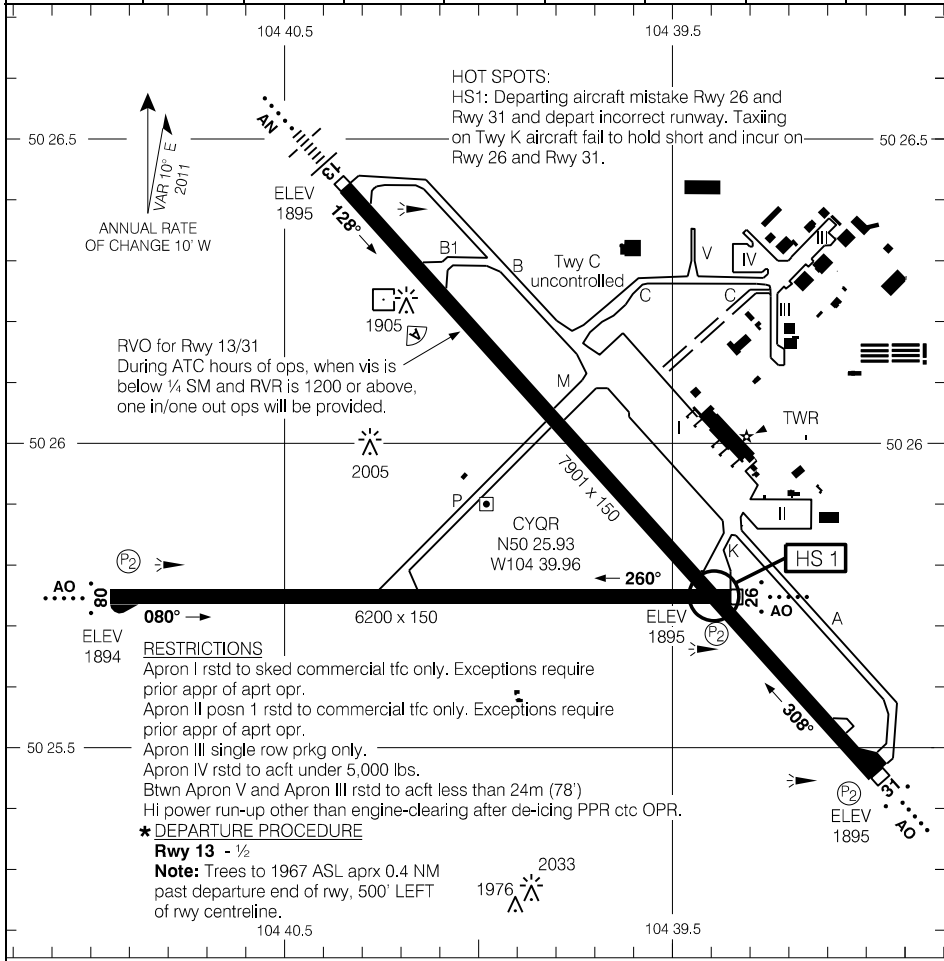 104 40.5
104 39.5
HOT SPOTS:
HS1: Departing aircraft mistake Rwy 26 and
Rwy 31 and depart incorrect runway. Taxiing
on Twy K aircraft fail to hold short and incur on
Rwy 26 and Rwy 31.
50 26.5
50 26.5
AN
VAR 10° E
2011
ANNUAL RATE
OF CHANGE 10' W
13
ELEV
1895
128°
B1
B
Twy C
uncontrolled
V
IV
III
C
C
III
1905
A
RVO for Rwy 13/31
During ATC hours of ops, when vis is
below ¼ SM and RVR is 1200 or above,
one in/one out ops will be provided.
M
I
TWR
50 26
50 26
2005
7901 x 150
P
II
CYQR
N50 25.93
W104 39.96
K
HS 1
P2
260°
AO
08
26
AO
080°
6200 x 150
ELEV
1894
ELEV
1895
P2
A
RESTRICTIONS
Apron I rstd to sked commercial tfc only. Exceptions require
prior appr of aprt opr.
Apron II posn 1 rstd to commercial tfc only. Exceptions require
prior appr of aprt opr.
308°
50 25.5
50 25.5
Apron III single row prkg only.
Apron IV rstd to acft under 5,000 lbs.
Btwn Apron V and Apron III rstd to acft less than 24m (78')
Hi power run-up other than engine-clearing after de-icing PPR ctc OPR.
31
P2
ELEV
1895
AO
* DEPARTURE PROCEDURE
Rwy 13 - ½
Note: Trees to 1967 ASL aprx 0.4 NM
past departure end of rwy, 500' LEFT
of rwy centreline.
2033
1976
104 40.5
104 39.5